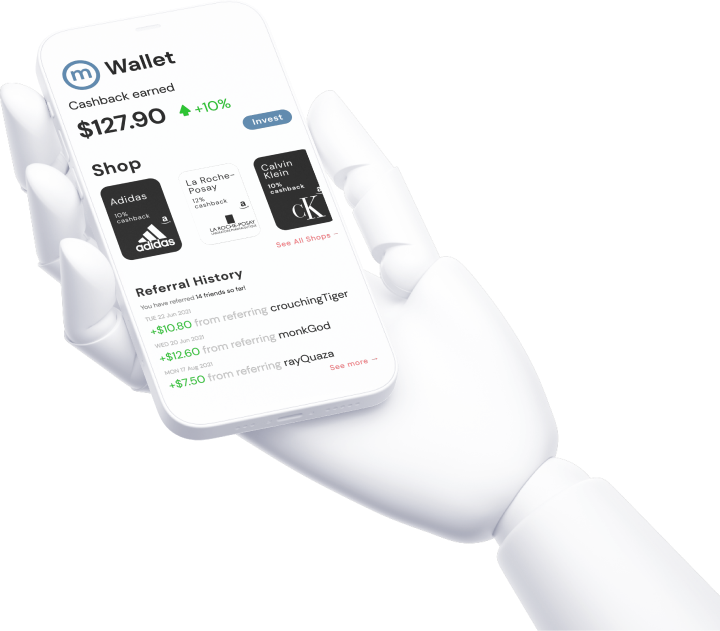 m Wallet
Cashback earned
$127.90 +10%
Invest
Shop
Adidas
10%
cashback
a
adidas
La Roche-
Posay
12%
cashback
a
LA ROCHE-POSAY
Calvin
Klein
10%
cashback
a
cK
See All Shops →
Referral History
You have referred 14 friends so far!
TUE 22 Jun 2021
+$10.80 from referring crouchingTiger
WED 20 Jun 2021
+$12.60 from referring monkGod
MON 17 Aug 2021
+$7.50 from referring rayQuaza
See more →